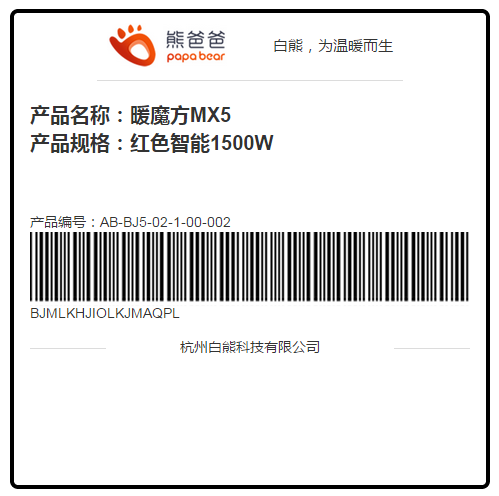 熊爸爸
papa bear
白熊，为温暖而生
产品名称：暖魔方MX5
产品规格：红色智能1500W
产品编号：AB-BJ5-02-1-00-002
BJMLKHJIOLKJMAQPL
杭州白熊科技有限公司